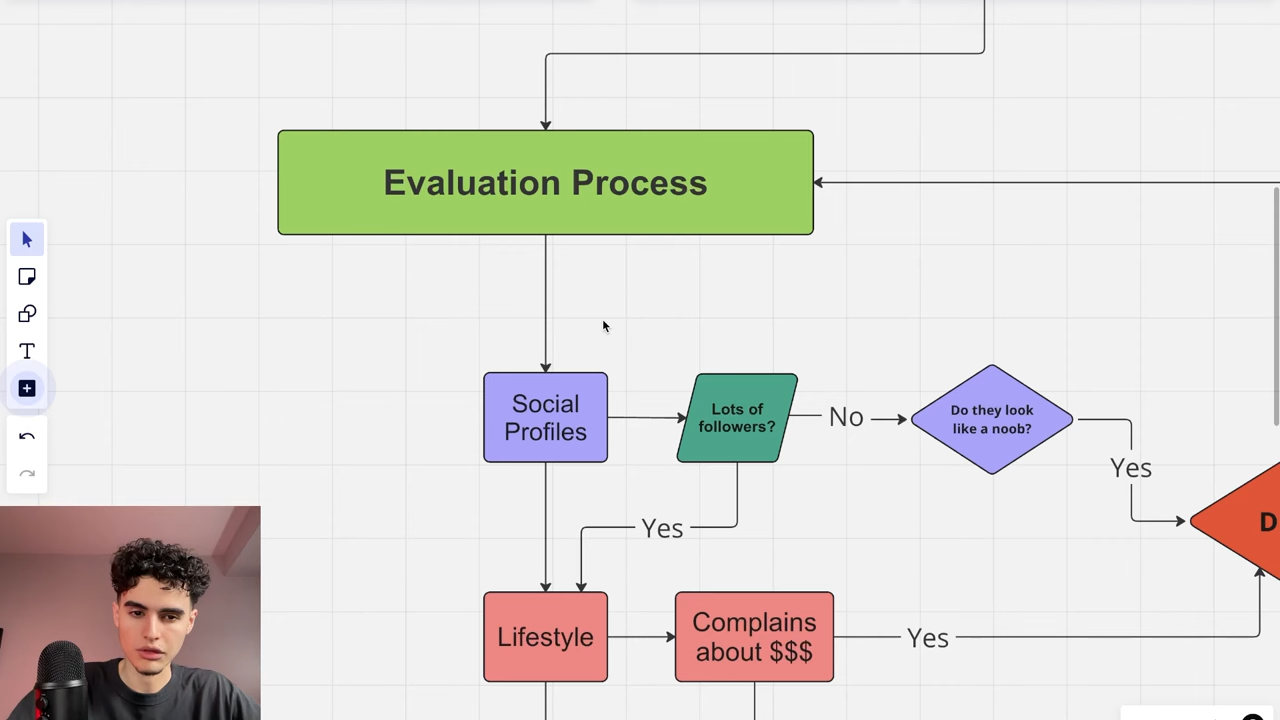 Evaluation Process
Social
Profiles
Lots of
followers?
No
Do they look
like a noob?
Yes
D
Yes
Lifestyle
Complains
about $$$
Yes
T